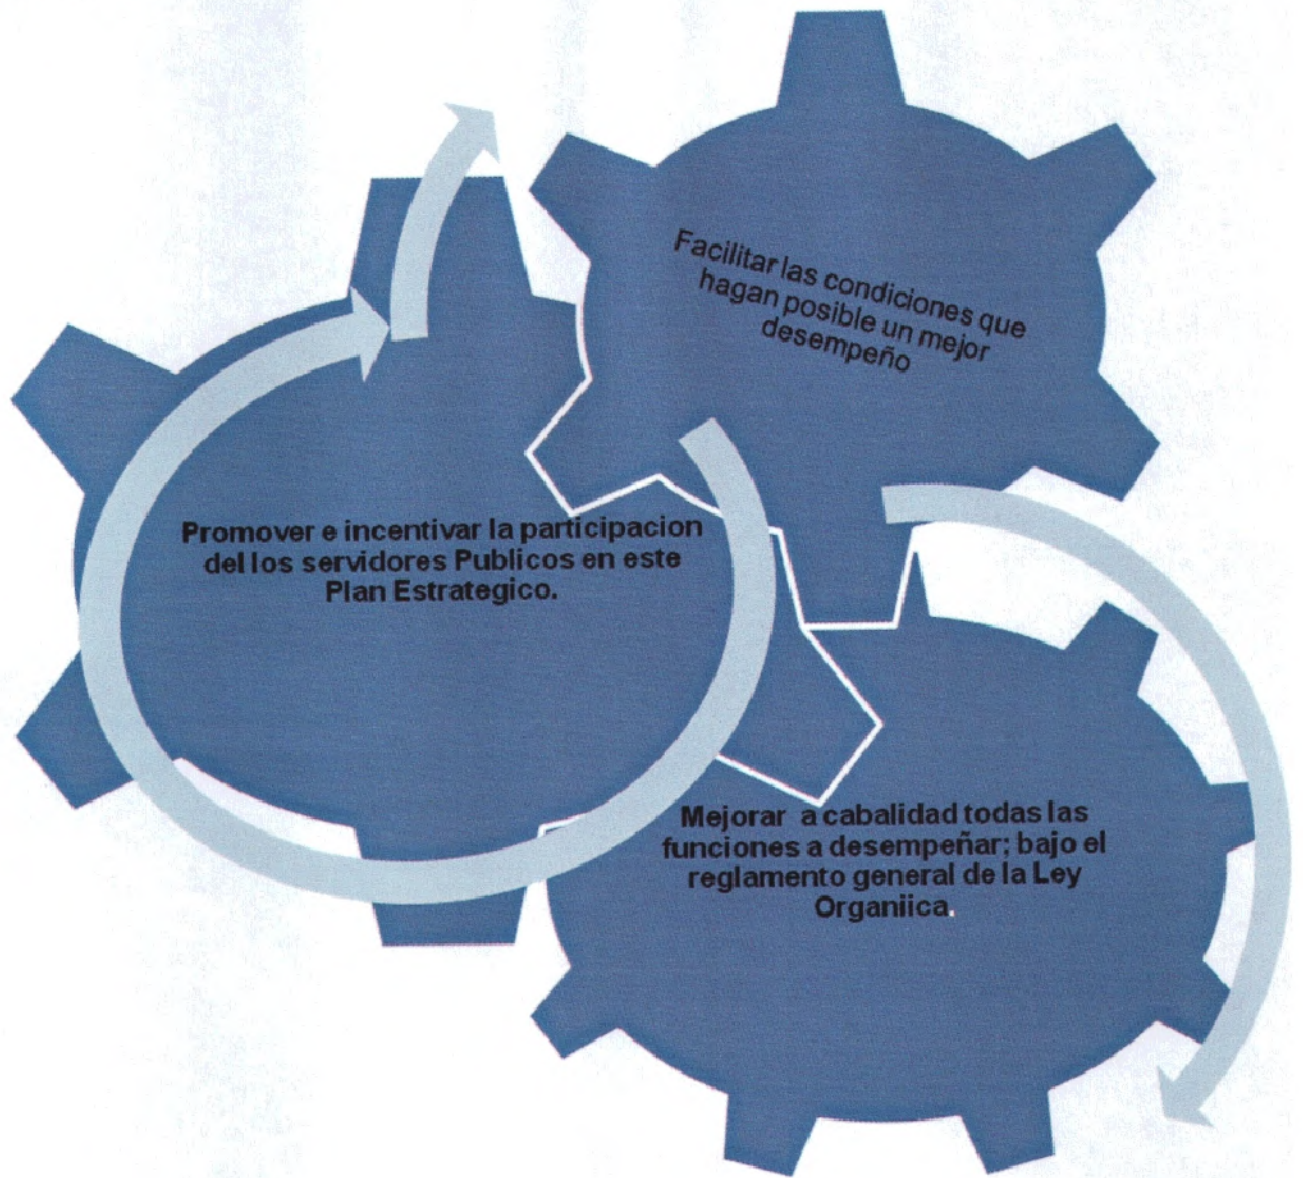 Facilitar las condiciones que
hagan posible un mejor
desempeño
Promover e incentivar la participacion
del los servidores Publicos en este
Plan Estrategico.
Mejorar a cabalidad todas las
funciones a desempeñar; bajo el
reglamento general de la Ley
Organiica.